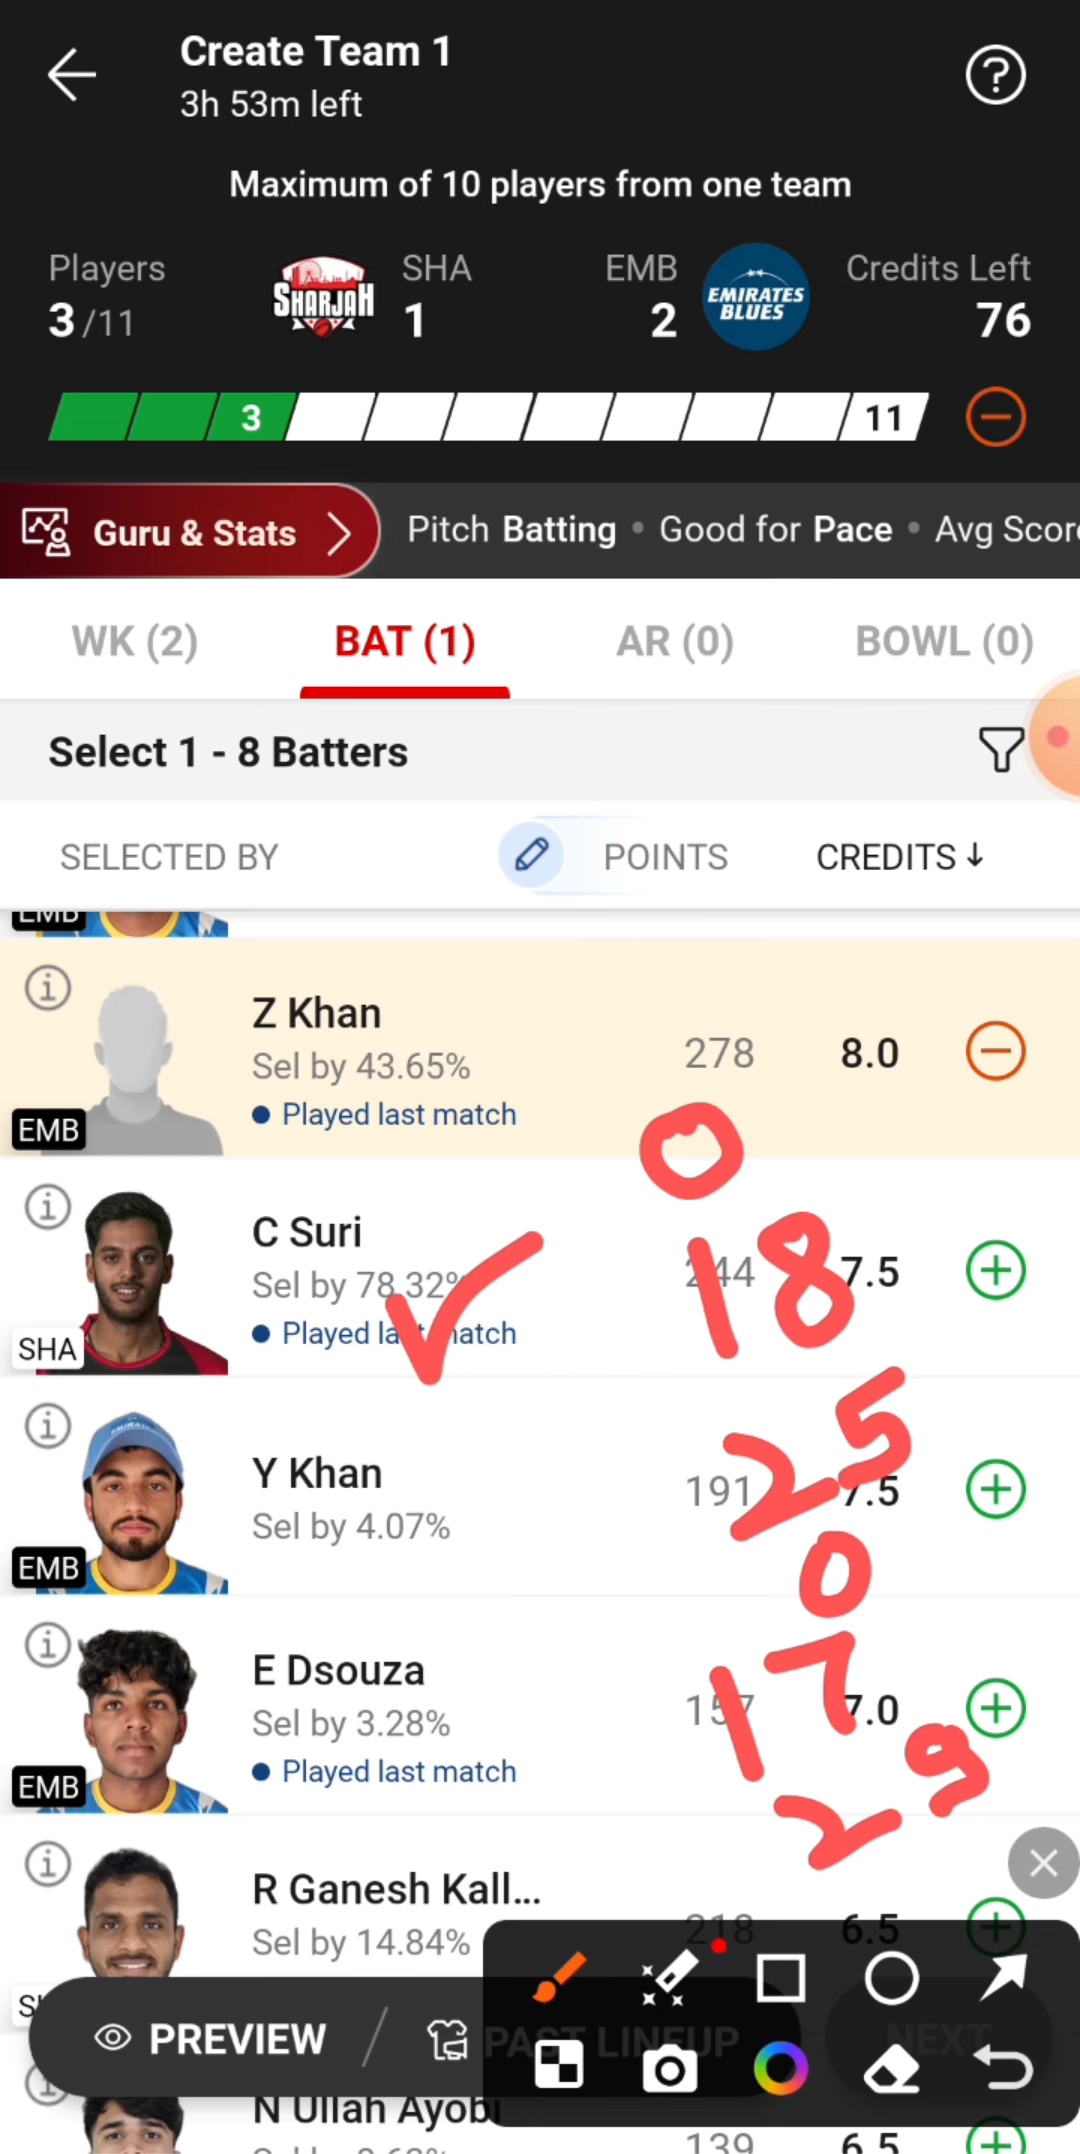 Create Team 1
3h 53m left
Maximum of 10 players from one team
Players
3/11
SHARJAH
SHA
1
EMB
2
EMIRATES
BLUES
Credits Left
76
3
11
Guru & Stats
Pitch Batting • Good for Pace • Avg Scor
WK (2)
BAT (1)
AR (0)
BOWL (0)
Select 1 - 8 Batters
SELECTED BY
POINTS
CREDITS ↓
EMB
Z Khan
Sel by 43.65%
Played last match
EMB
278
8.0
0
C Suri
Sel by 78.32%
Played last match
SHA
244
7.5
18
Y Khan
Sel by 4.07%
EMB
191
7.5
25
0
E Dsouza
Sel by 3.28%
Played last match
EMB
157
7.0
17
29
R Ganesh Kall...
Sel by 14.84%
218
6.5
PREVIEW
PAST LINEUP
NEXT
N Ullah Ayobi
139
6.5